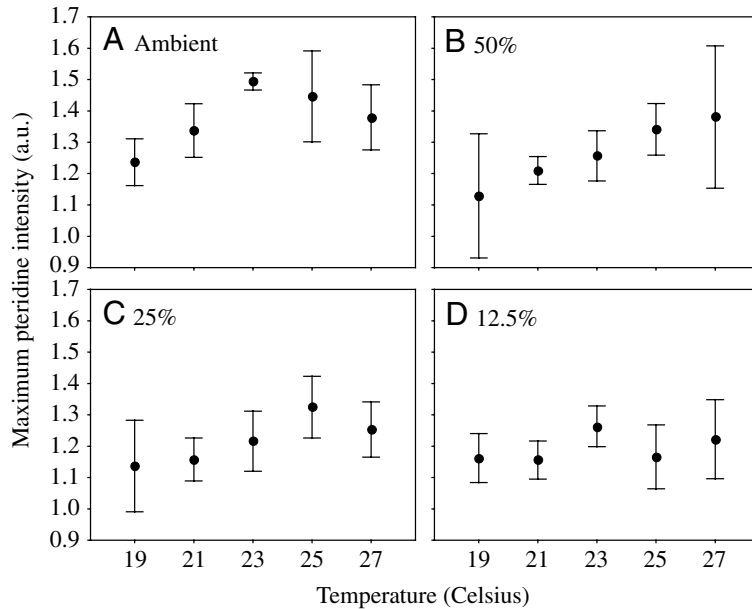 Maximum pteridine intensity (a.u.)
1.7
1.6
1.5
1.4
1.3
1.2
1.1
1.0
0.9
A Ambient
B 50%
1.7
1.6
1.5
1.4
1.3
1.2
1.1
1.0
0.9
C 25%
D 12.5%
19 21 23 25 27 19 21 23 25 27
Temperature (Celsius)